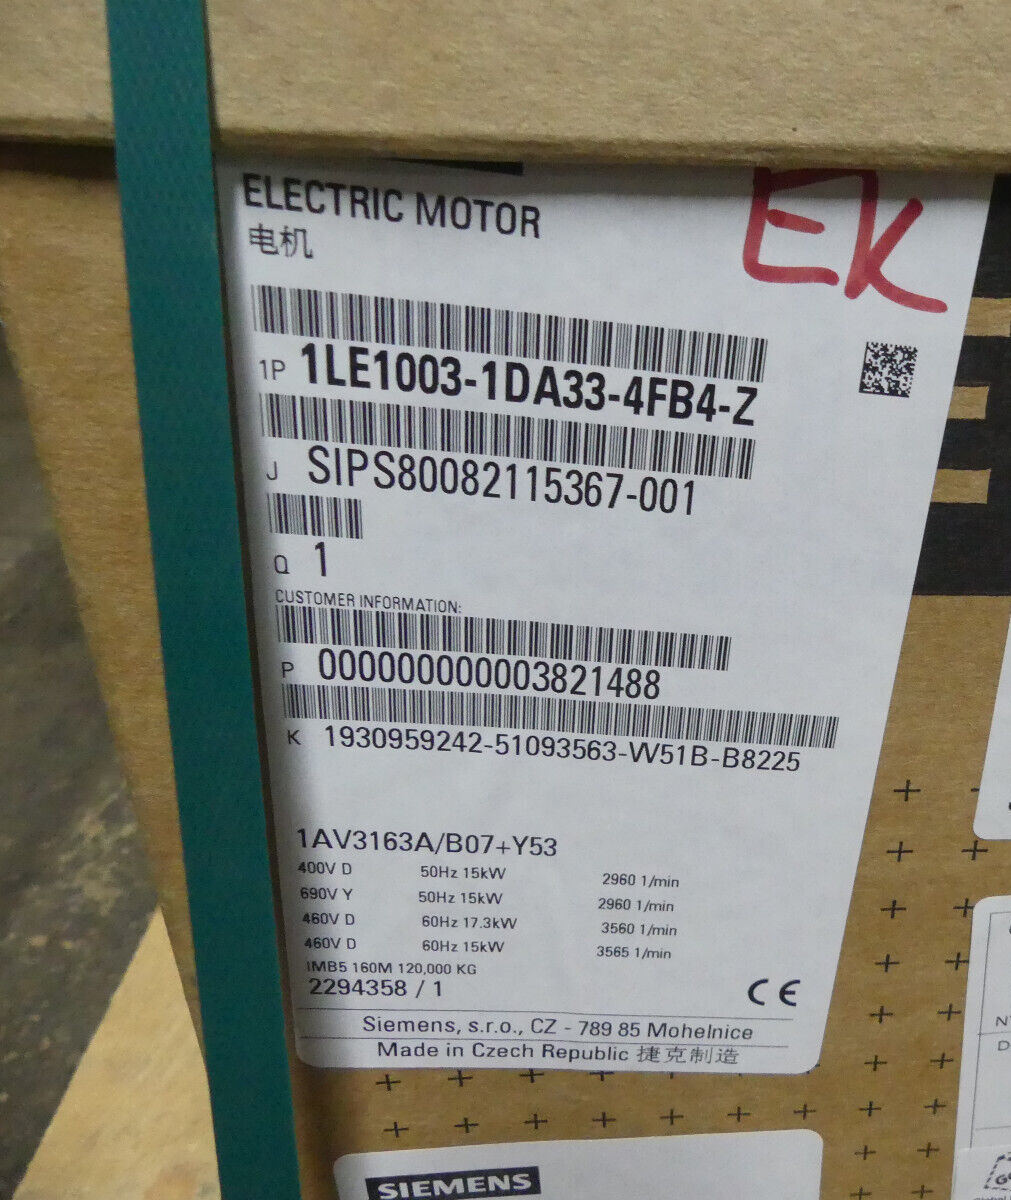 ELECTRIC MOTOR
EK
电机
1P 1LE1003-1DA33-4FB4-Z
J SIPS80082115367-001
Q 1
CUSTOMER INFORMATION:
P 000000000003821488
K 1930959242-51093563-W51B-B8225
1AV3163A/B07+Y53
400V D 50Hz 15kW 2960 1/min
690V Y 50Hz 15kW 2960 1/min
460V D 60Hz 17.3kW 3560 1/min
460V D 60Hz 15kW 3565 1/min
IMB5 160M 120,000 KG
2294358 / 1
CE
Siemens, s.r.o., CZ - 789 85 Mohelnice
Made in Czech Republic 捷克制造
SIEMENS